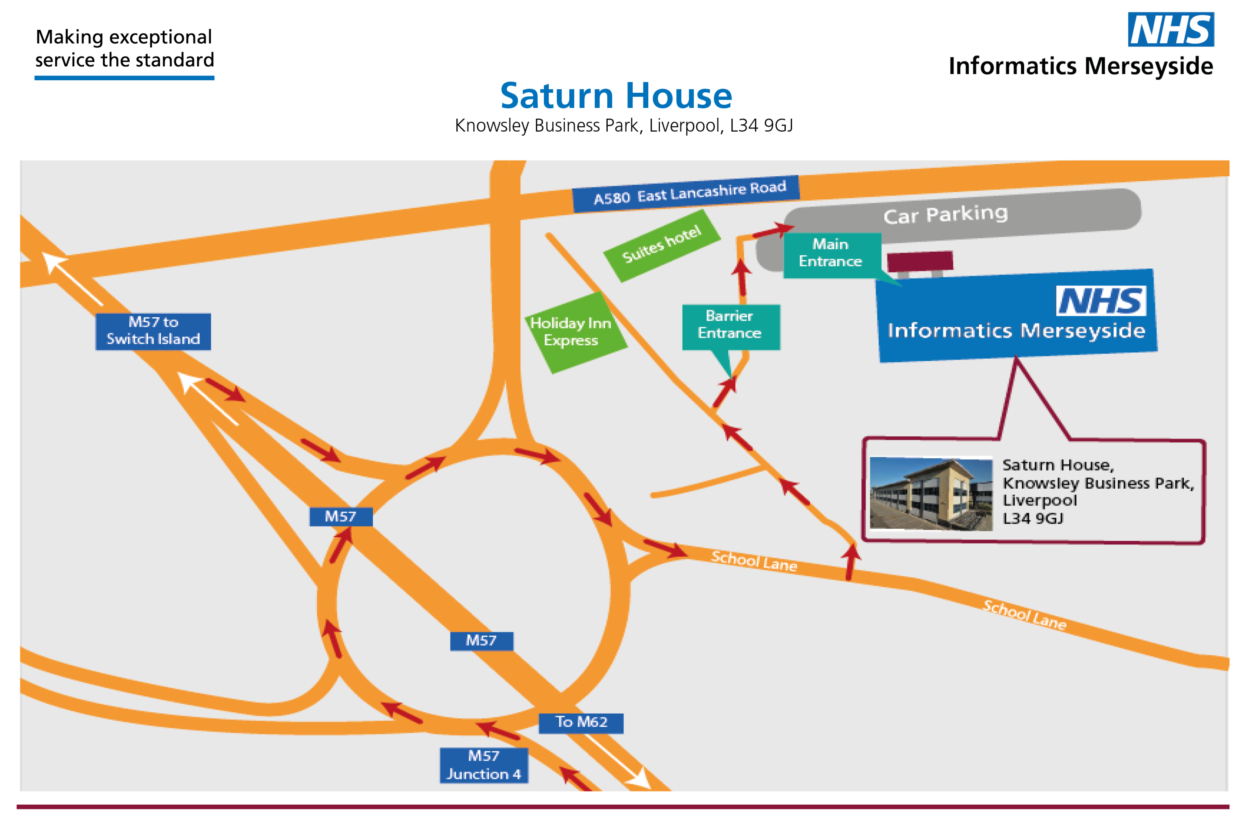 Making exceptional
service the standard
NHS
Informatics Merseyside
Saturn House
Knowsley Business Park, Liverpool, L34 9GJ
A580 East Lancashire Road
Car Parking
Suites hotel
Main
Entrance
NHS
Informatics Merseyside
Barrier
Entrance
Holiday Inn
Express
M57 to
Switch Island
Saturn House,
Knowsley Business Park,
Liverpool
L34 9GJ
M57
School Lane
School Lane
M57
To M62
M57
Junction 4